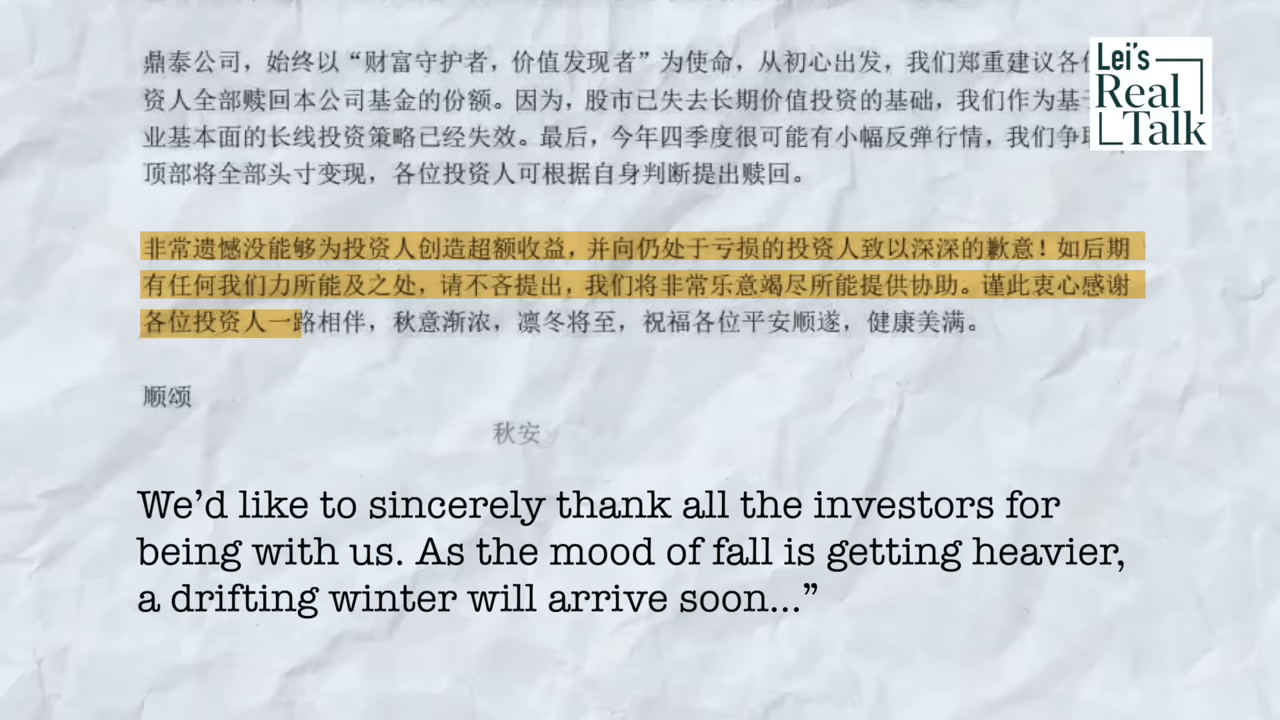 鼎泰公司，始终以“财富守护者，价值发现者”为使命，从初心出发，我们郑重建议各
资人全部赎回本公司基金的份额。因为，股市已失去长期价值投资的基础，我们作为基
业基本面的长线投资策略已经失效。最后，今年四季度很可能有小幅反弹行情，我们争
顶部将全部头寸变现，各位投资人可根据自身判断提出赎回。
非常遗憾没能够为投资人创造超额收益，并向仍处于亏损的投资人致以深深的歉意！如后期
有任何我们力所能及之处，请不吝提出，我们将非常乐意竭尽所能提供协助。谨此衷心感谢
各位投资人一路相伴，秋意渐浓，凛冬将至，祝福各位平安顺遂，健康美满。
顺颂
秋安
We’d like to sincerely thank all the investors for
being with us. As the mood of fall is getting heavier,
a drifting winter will arrive soon...”
Lei's
Real
Talk